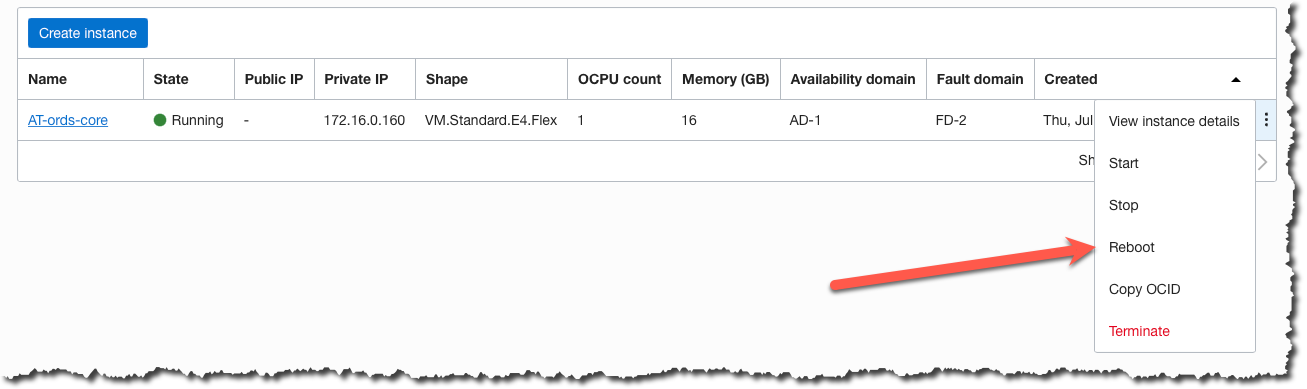 Create instance
Name State Public IP Private IP Shape OCPU count Memory (GB) Availability domain Fault domain Created
AT-ords-core Running - 172.16.0.160 VM.Standard.E4.Flex 1 16 AD-1 FD-2 Thu, Jul
View instance details
Sh
Start
Stop
Reboot
Copy OCID
Terminate